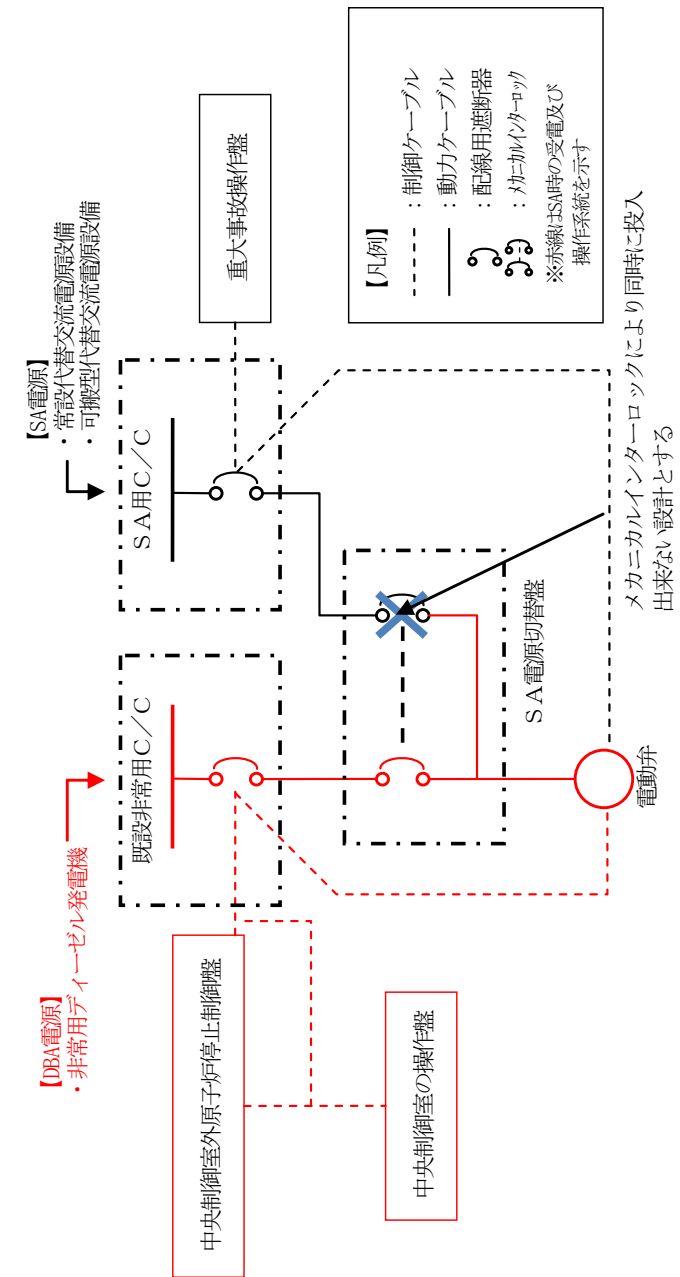 【DBA電源】
・非常用ディーゼル発電機
【SA電源】
・常設代替交流電源設備
・可搬型代替交流電源設備
既設非常用C／C
ＳＡ用C／C
中央制御室外原子炉停止制御盤
中央制御室の操作盤
重大事故操作盤
ＳＡ電源切替盤
電動弁
メカニカルインターロックにより同時に投入
出来ない設計とする
【凡例】
：制御ケーブル
：動力ケーブル
：配線用遮断器
：メカニカルインターロック
※赤線はSA時の受電及び
操作系統を示す